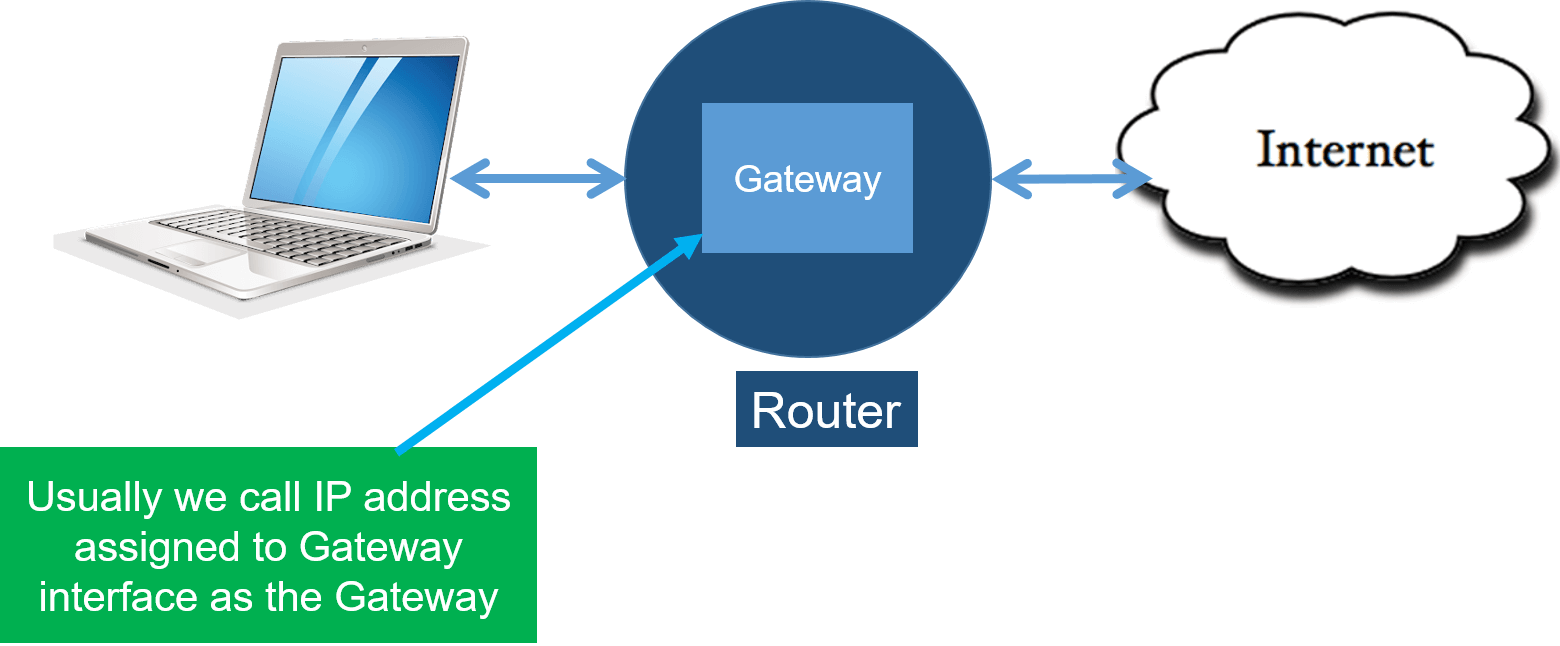 Gateway
Internet
Router
Usually we call IP address
assigned to Gateway
interface as the Gateway